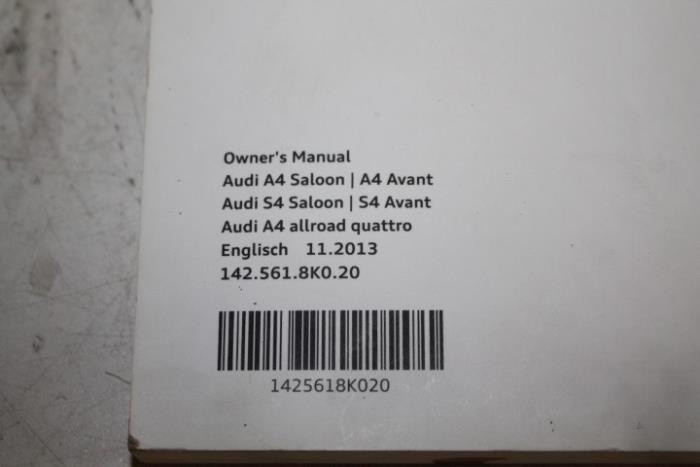 Owner's Manual
Audi A4 Saloon | A4 Avant
Audi S4 Saloon | S4 Avant
Audi A4 allroad quattro
Englisch 11.2013
142.561.8K0.20
1425618K020